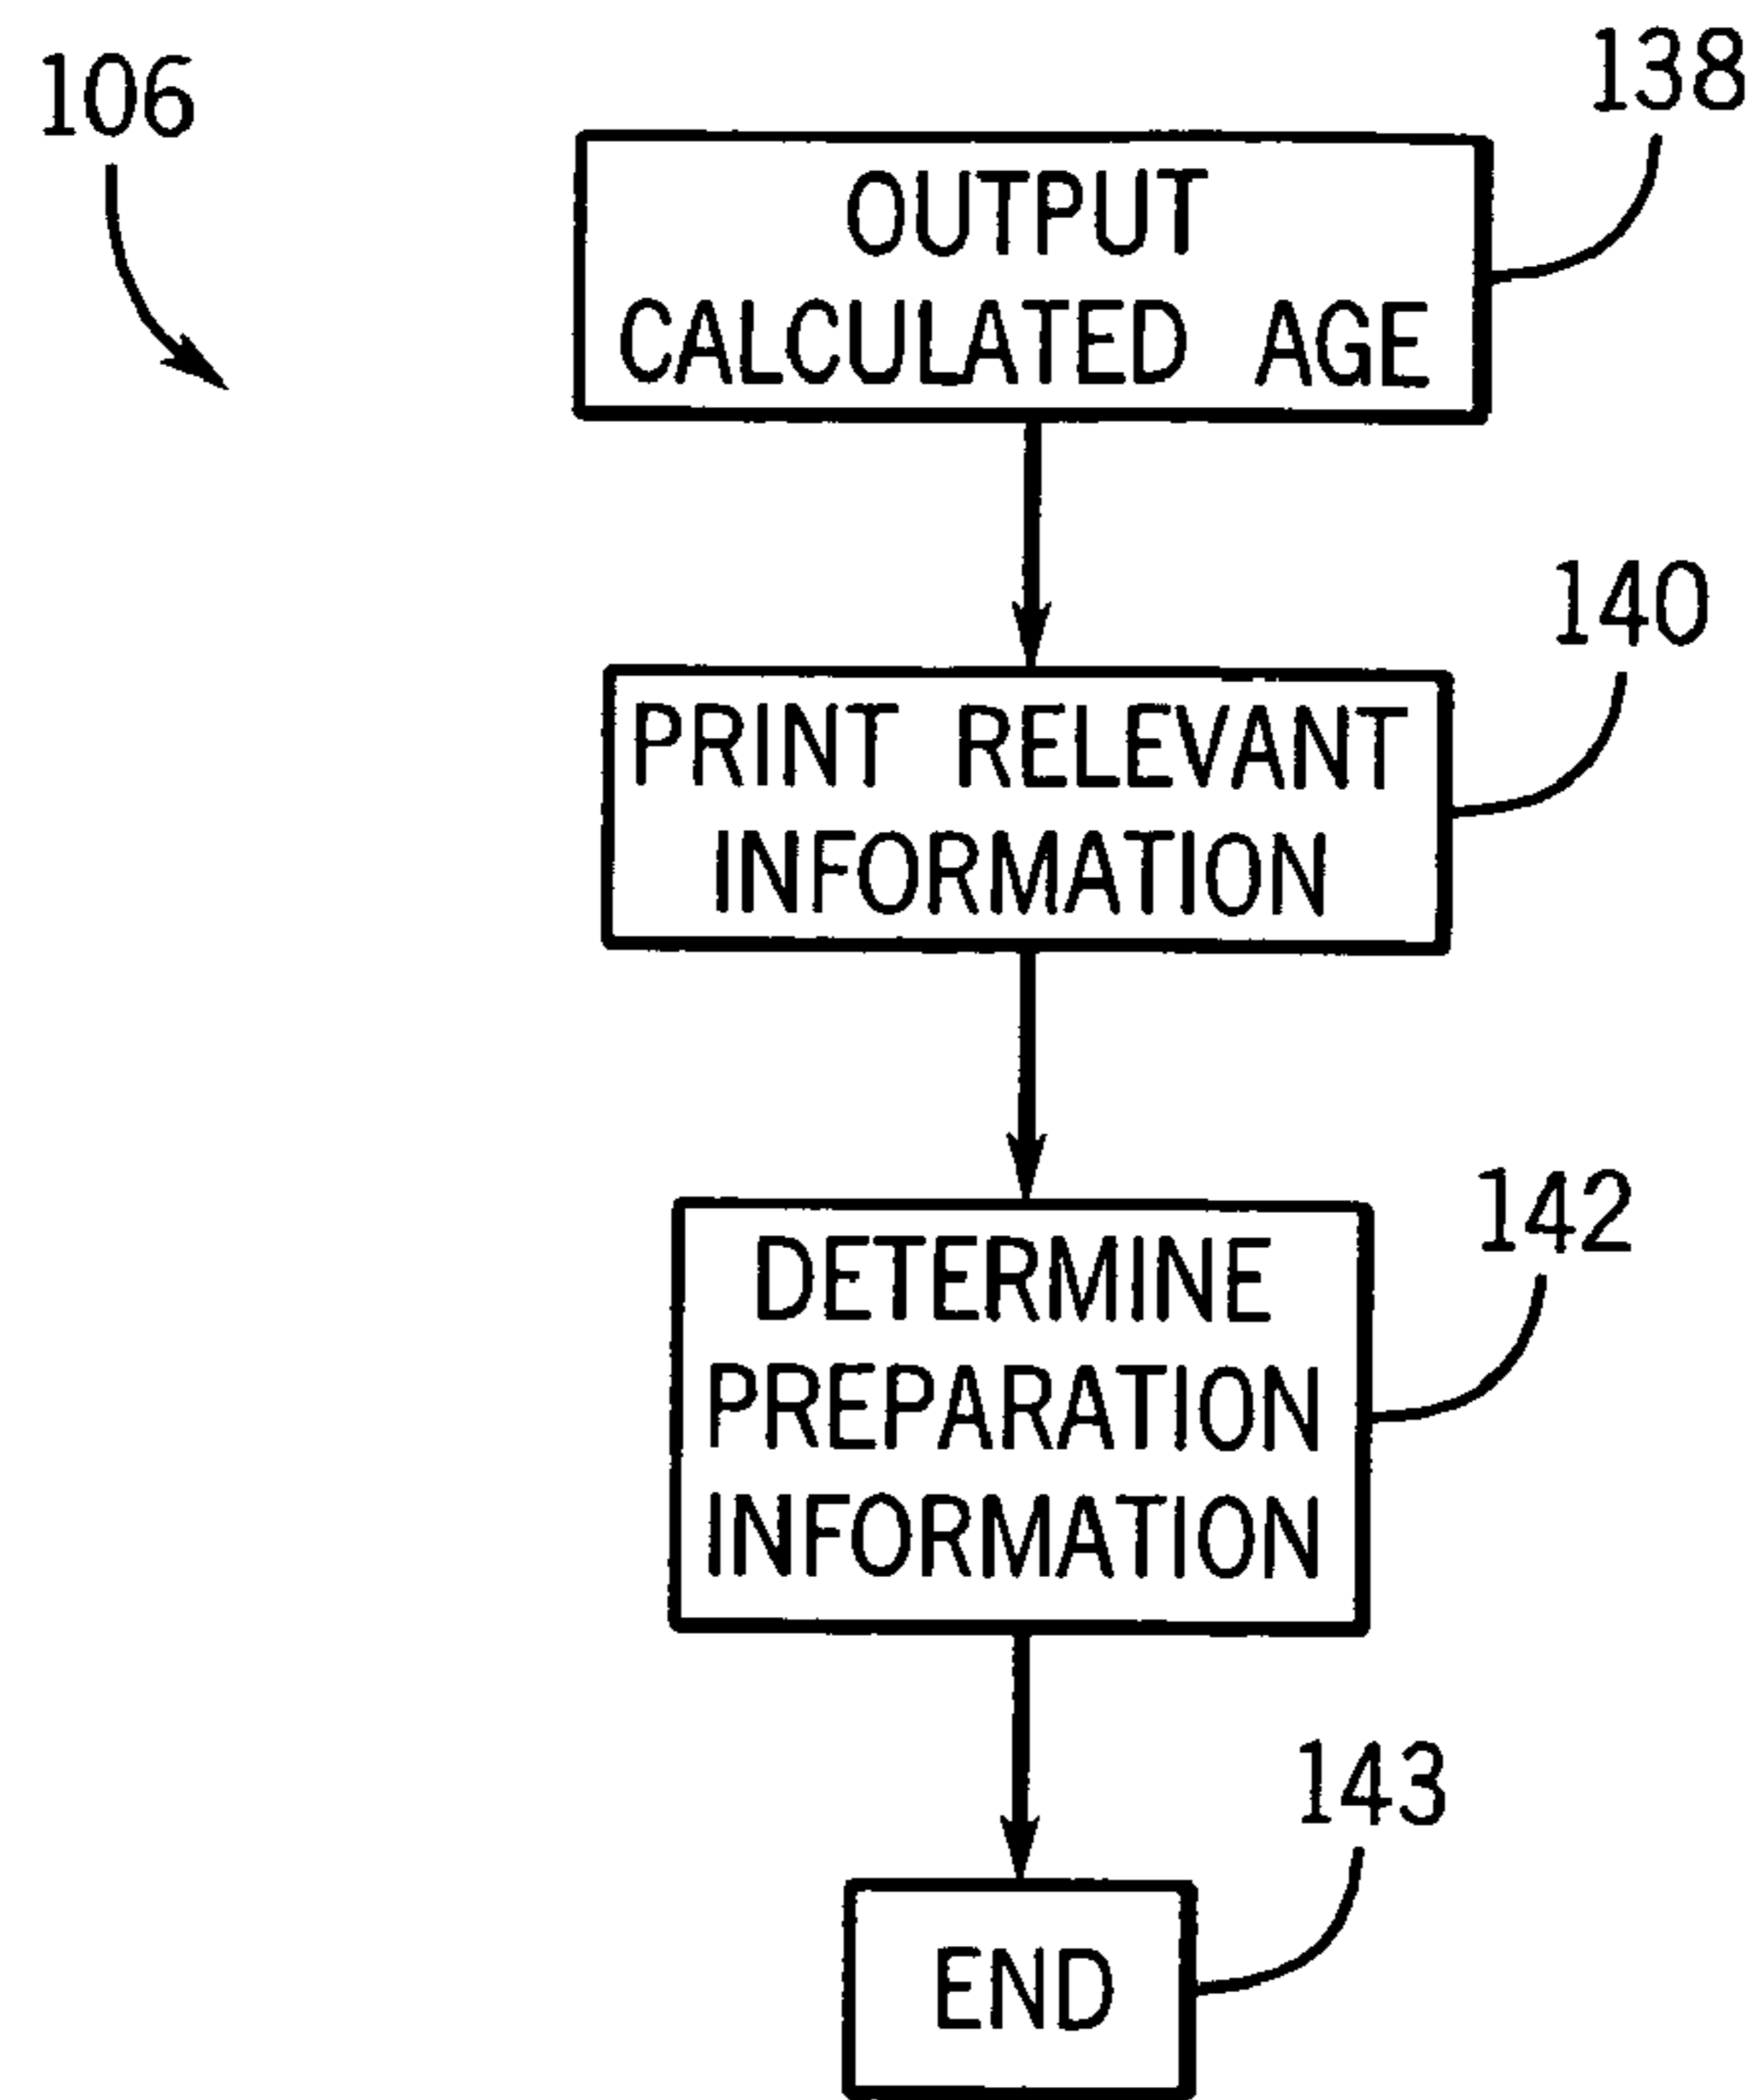 106
138
OUTPUT
CALCULATED AGE
140
PRINT RELEVANT
INFORMATION
142
DETERMINE
PREPARATION
INFORMATION
143
END